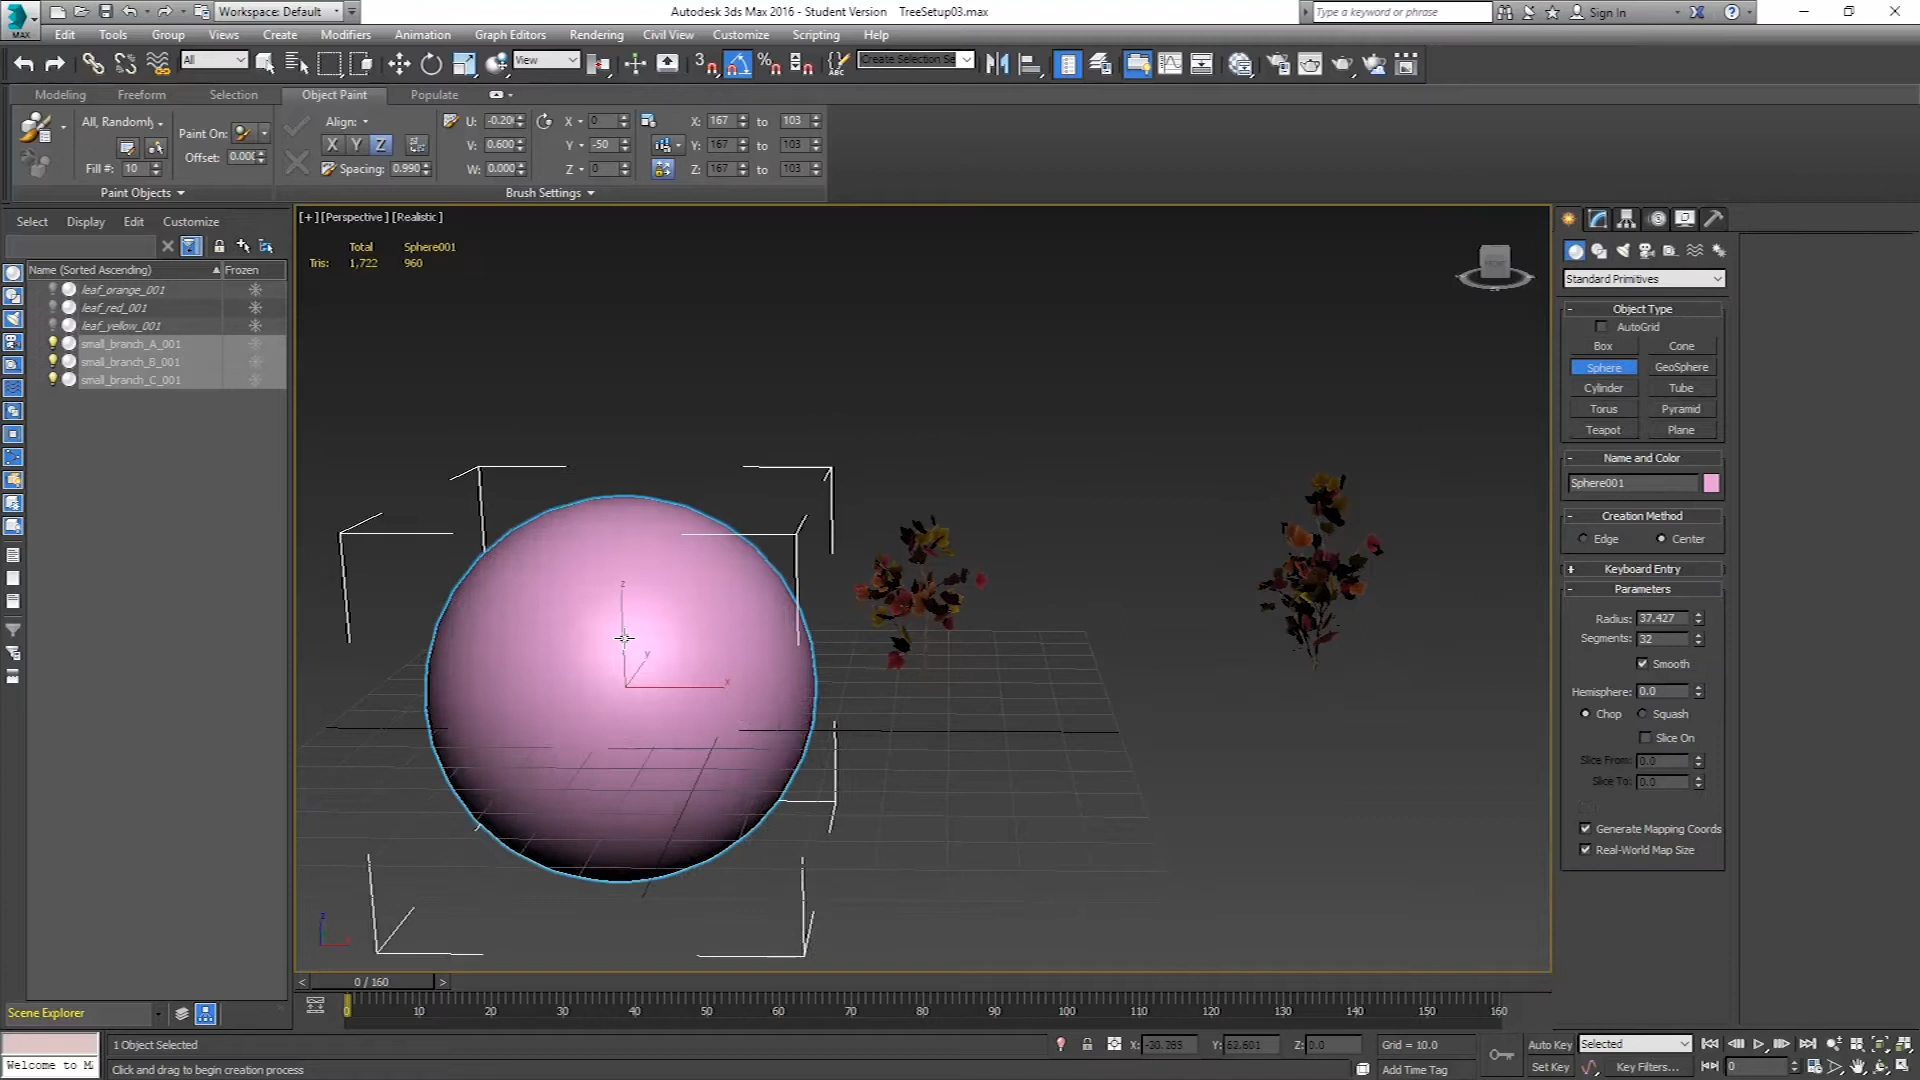 Workspace: Default
Autodesk 3ds Max 2016 - Student Version TreeSetup03.max
Type a keyword or phrase
Sign In
MAX
Edit Tools Group Views Create Modifiers Animation Graph Editors Rendering Civil View Customize Scripting Help
All
View
3
Create Selection Se
Modeling Freeform Selection Object Paint Populate
All, Randomly
Paint On:
Offset: 0.000
Fill #: 10
Align:
X Y Z
Spacing: 0.990
U: -0.200
V: 0.600
W: 0.000
X 0
Y -50
Z 0
X: 167 to 103
Y: 167 to 103
Z: 167 to 103
Paint Objects
Brush Settings
Select Display Edit Customize
Name (Sorted Ascending) Frozen
leaf_orange_001
leaf_red_001
leaf_yellow_001
small_branch_A_001
small_branch_B_001
small_branch_C_001
[+] [Perspective] [Realistic]
Total Sphere001
Tris: 1,722 960
FRONT
z
y
x
Standard Primitives
- Object Type
AutoGrid
Box Cone
Sphere GeoSphere
Cylinder Tube
Torus Pyramid
Teapot Plane
- Name and Color
Sphere001
- Creation Method
Edge Center
+ Keyboard Entry
- Parameters
Radius: 37.427
Segments: 32
Smooth
Hemisphere: 0.0
Chop Squash
Slice On
Slice From: 0.0
Slice To: 0.0
Generate Mapping Coords
Real-World Map Size
< 0 / 160 >
0 10 20 30 40 50 60 70 80 90 100 110 120 130 140 150 160
Scene Explorer
1 Object Selected
X: -30.285 Y: 52.601 Z: 0.0
Grid = 10.0
Auto Key Selected
Welcome to M
Click and drag to begin creation process
Add Time Tag
Set Key Key Filters...
0